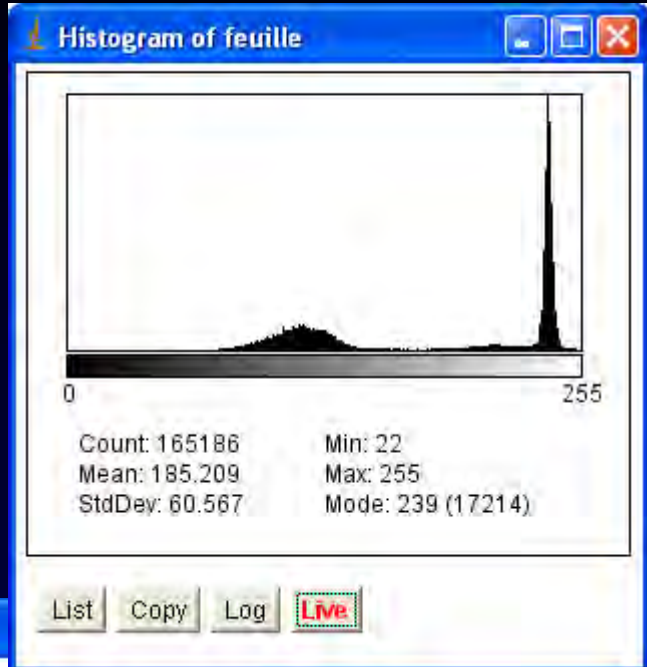 Histogram of feuille
0 255
Count: 165186 Min: 22
Mean: 185.209 Max: 255
StdDev: 60.567 Mode: 239 (17214)
List Copy Log Live